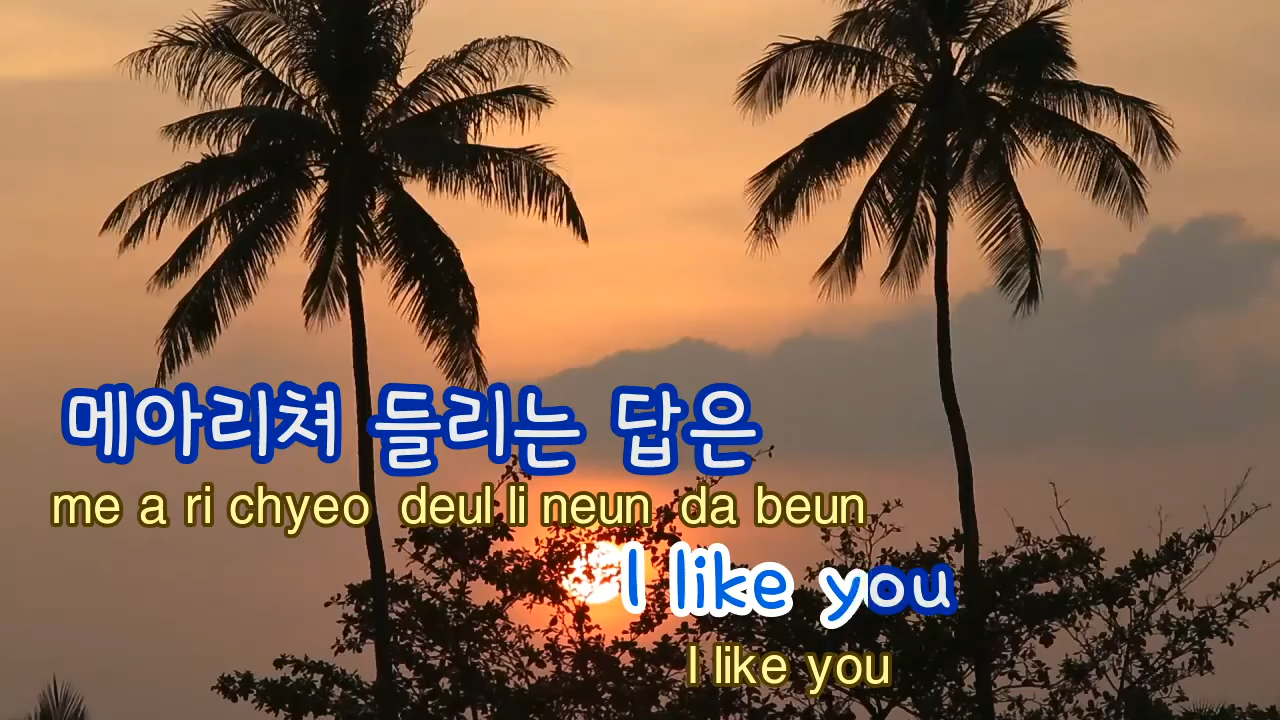 메아리쳐 들리는 답은
me a ri chyeo deul li neun da beun
I like you
I like you